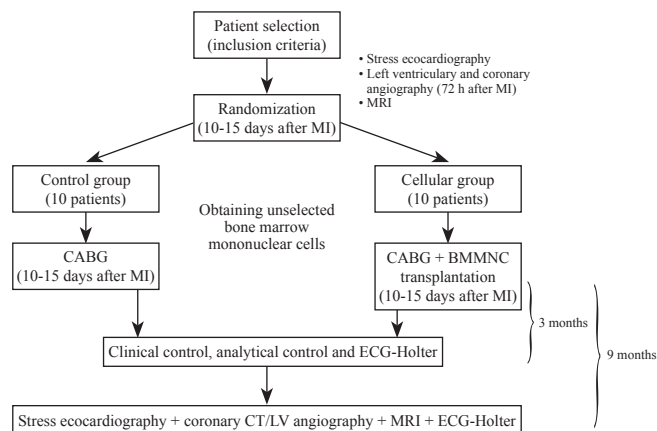 Patient selection
(inclusion criteria)
• Stress ecocardiography
• Left ventriculary and coronary
angiography (72 h after MI)
• MRI
Randomization
(10-15 days after MI)
Control group
(10 patients)
Cellular group
(10 patients)
Obtaining unselected
bone marrow
mononuclear cells
CABG
(10-15 days after MI)
CABG + BMMNC
transplantation
(10-15 days after MI)
3 months
9 months
Clinical control, analytical control and ECG-Holter
Stress ecocardiography + coronary CT/LV angiography + MRI + ECG-Holter